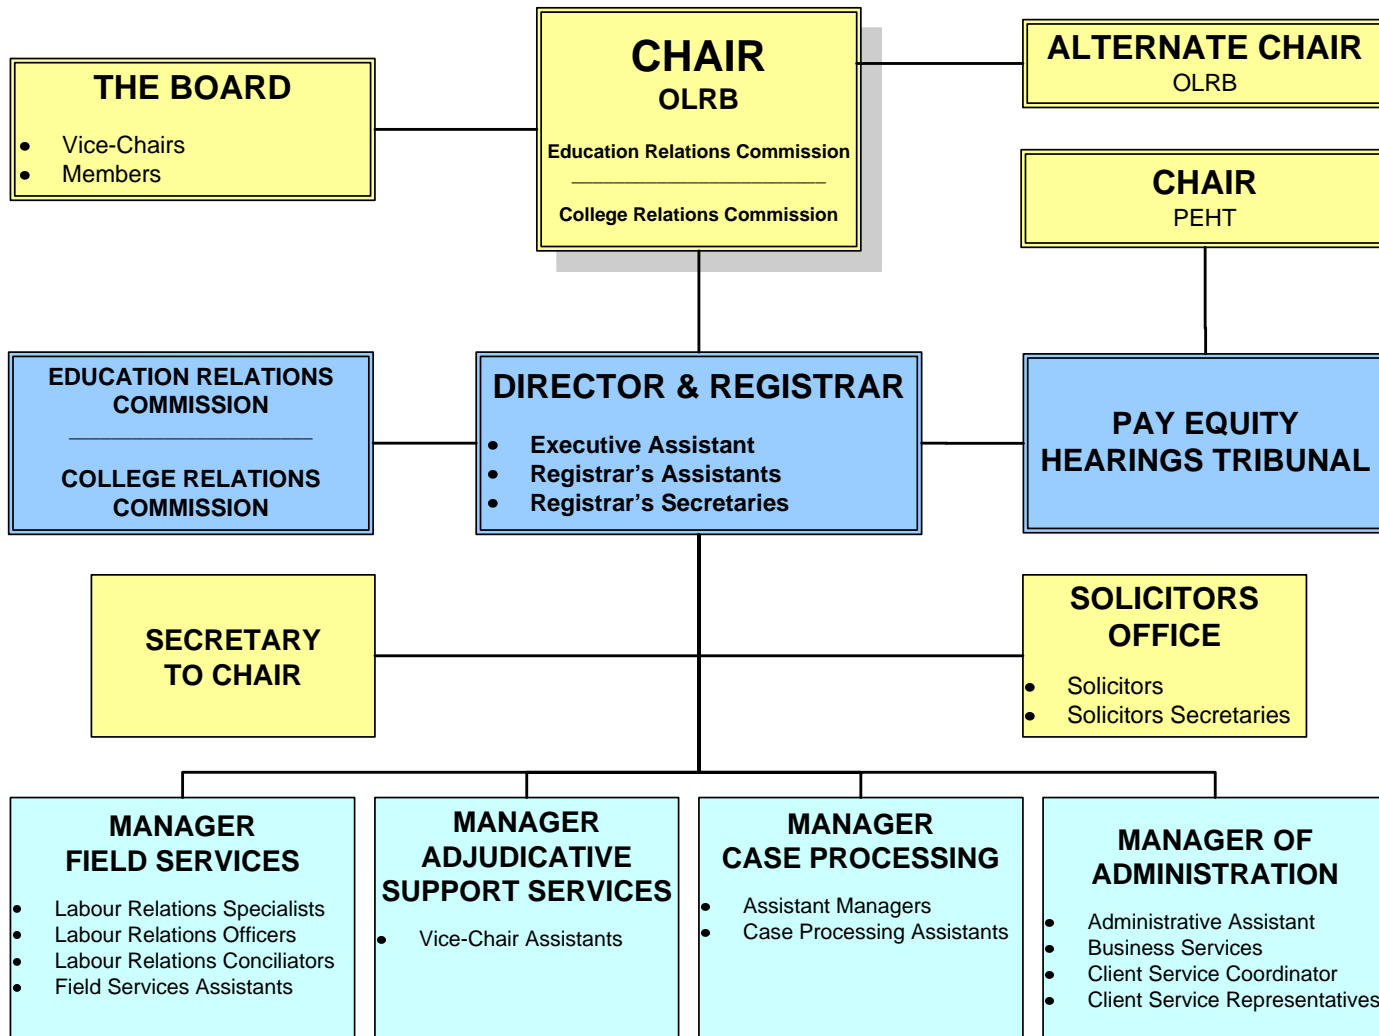 THE BOARD
• Vice-Chairs
• Members
CHAIR
OLRB
Education Relations Commission
College Relations Commission
ALTERNATE CHAIR
OLRB
CHAIR
PEHT
EDUCATION RELATIONS
COMMISSION
COLLEGE RELATIONS
COMMISSION
DIRECTOR & REGISTRAR
• Executive Assistant
• Registrar’s Assistants
• Registrar’s Secretaries
PAY EQUITY
HEARINGS TRIBUNAL
SECRETARY
TO CHAIR
SOLICITORS
OFFICE
• Solicitors
• Solicitors Secretaries
MANAGER
FIELD SERVICES
• Labour Relations Specialists
• Labour Relations Officers
• Labour Relations Conciliators
• Field Services Assistants
MANAGER
ADJUDICATIVE
SUPPORT SERVICES
• Vice-Chair Assistants
MANAGER
CASE PROCESSING
• Assistant Managers
• Case Processing Assistants
MANAGER OF
ADMINISTRATION
• Administrative Assistant
• Business Services
• Client Service Coordinator
• Client Service Representatives